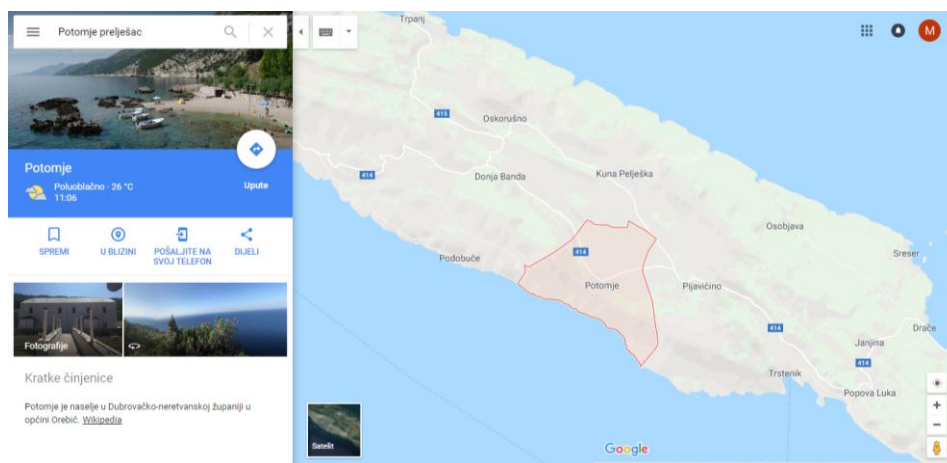 Potomje prelješac
Potomje
Poluoblačno · 26 °C
11:06
Upute
SPREMI
U BLIZINI
POŠALJITE NA
SVOJ TELEFON
DIJELI
Fotografije
Kratke činjenice
Potomje je naselje u Dubrovačko-neretvanskoj županiji u
općini Orebić. Wikipedia
Trpanj
M
415
Oskorušno
414
Donja Banda
Kuna Pelješka
Osobjava
Podobuče
414
Sreser
Potomje
Pijavičino
414
Drače
Janjina
414
Trstenik
Popova Luka
Satelit
Google